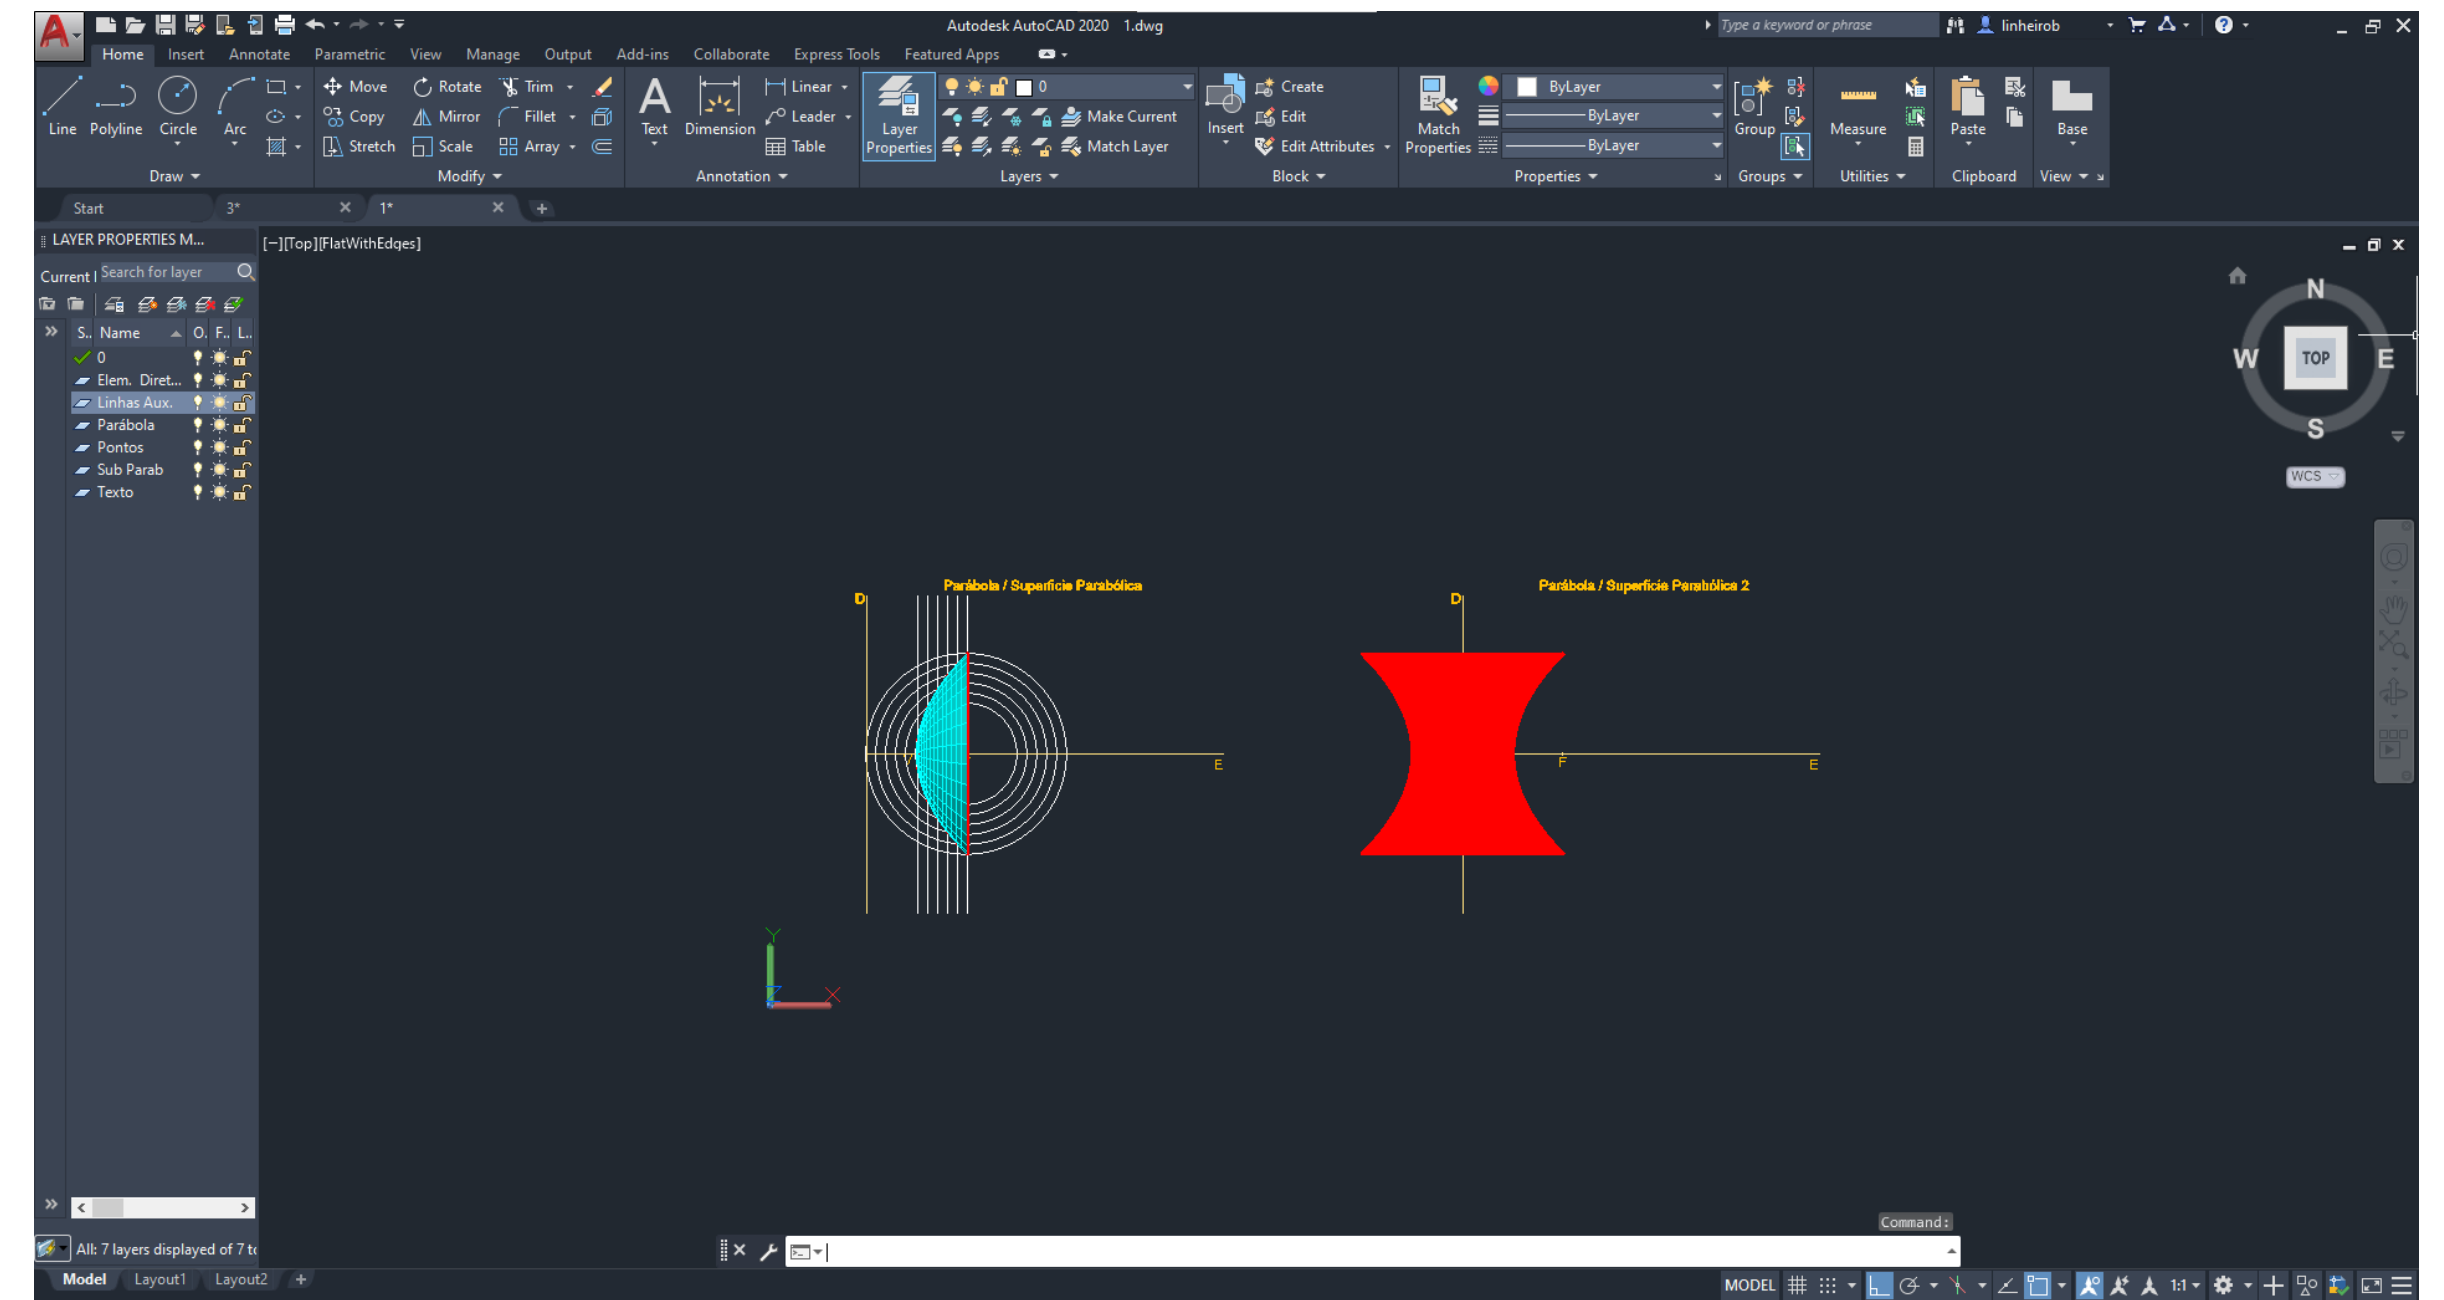 Autodesk AutoCAD 2020 1.dwg
Type a keyword or phrase
linheirob
Home Insert Annotate Parametric View Manage Output Add-ins Collaborate Express Tools Featured Apps
Line Polyline Circle Arc
Move Rotate Trim
Copy Mirror Fillet
Stretch Scale Array
Text Dimension
Linear
Leader
Table
Layer Properties
0
Make Current
Match Layer
Insert
Create
Edit
Edit Attributes
Match Properties
ByLayer
ByLayer
ByLayer
Group
Measure
Paste
Base
Draw Modify Annotation Layers Block Properties Groups Utilities Clipboard View
Start 3* 1*
LAYER PROPERTIES M...
[−][Top][FlatWithEdges]
Current l Search for layer
S.. Name O. F.. L..
0
Elem. Diret...
Linhas Aux.
Parábola
Pontos
Sub Parab
Texto
N
W TOP E
S
WCS
Parábola / Superfície Parabólica
D
V
E
Parábola / Superfície Parabólica 2
D
F
E
Y
Z
X
Command:
All: 7 layers displayed of 7 to
Model Layout1 Layout2
MODEL 1:1